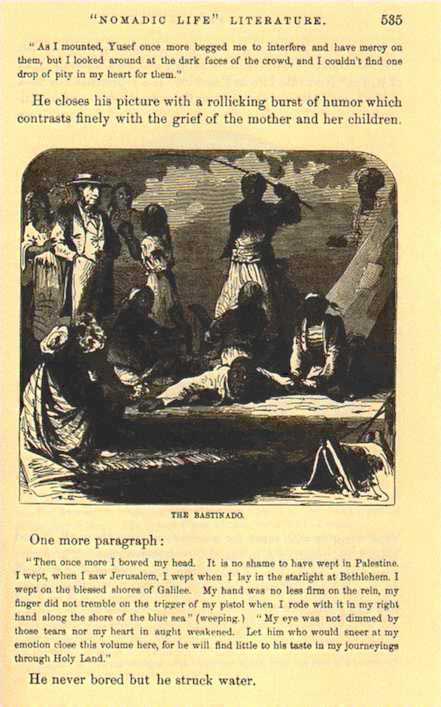 "NOMADIC LIFE" LITERATURE. 535
"As I mounted, Yusef once more begged me to interfere and have mercy on
them, but I looked around at the dark faces of the crowd, and I couldn't find one
drop of pity in my heart for them."
He closes his picture with a rollicking burst of humor which
contrasts finely with the grief of the mother and her children.
THE BASTINADO.
One more paragraph:
"Then once more I bowed my head. It is no shame to have wept in Palestine.
I wept, when I saw Jerusalem, I wept when I lay in the starlight at Bethlehem. I
wept on the blessed shores of Galilee. My hand was no less firm on the rein, my
finger did not tremble on the trigger of my pistol when I rode with it in my right
hand along the shore of the blue sea" (weeping.) "My eye was not dimmed by
those tears nor my heart in aught weakened. Let him who would sneer at my
emotion close this volume here, for he will find little to his taste in my journeyings
through Holy Land."
He never bored but he struck water.